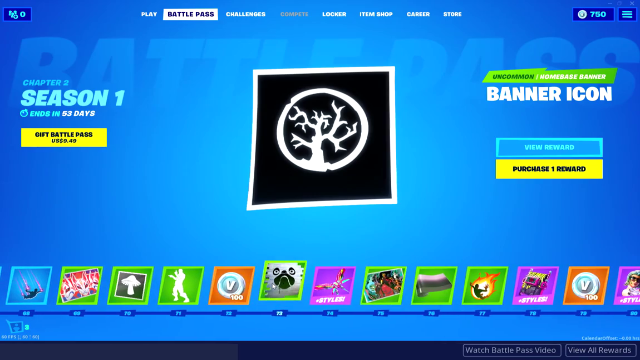 0
PLAY
BATTLE PASS
CHALLENGES
COMPETE
LOCKER
ITEM SHOP
CAREER
STORE
750
BATTLE PASS
CHAPTER 2
SEASON 1
ENDS IN 53 DAYS
GIFT BATTLE PASS
US$9.49
UNCOMMON | HOMEBASE BANNER
BANNER ICON
VIEW REWARD
PURCHASE 1 REWARD
100
+STYLES!
+STYLES!
100
+STYLES!
68
69
70
71
72
73
74
75
76
77
78
79
80
3
Watch Battle Pass Video
View All Rewards